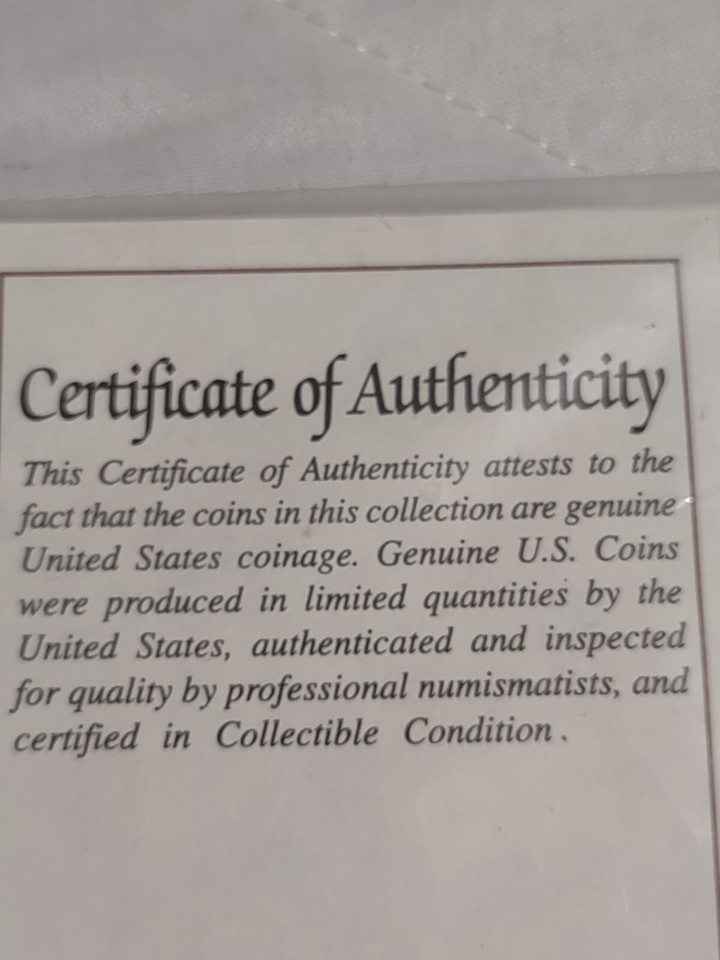 Certificate of Authenticity
This Certificate of Authenticity attests to the
fact that the coins in this collection are genuine
United States coinage. Genuine U.S. Coins
were produced in limited quantities by the
United States, authenticated and inspected
for quality by professional numismatists, and
certified in Collectible Condition.